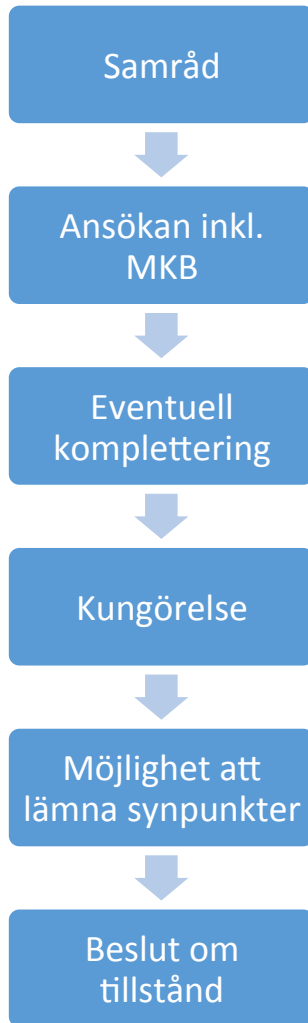 Samråd
Ansökan inkl.
MKB
Eventuell
komplettering
Kungörelse
Möjlighet att
lämna synpunkter
Beslut om
tillstånd